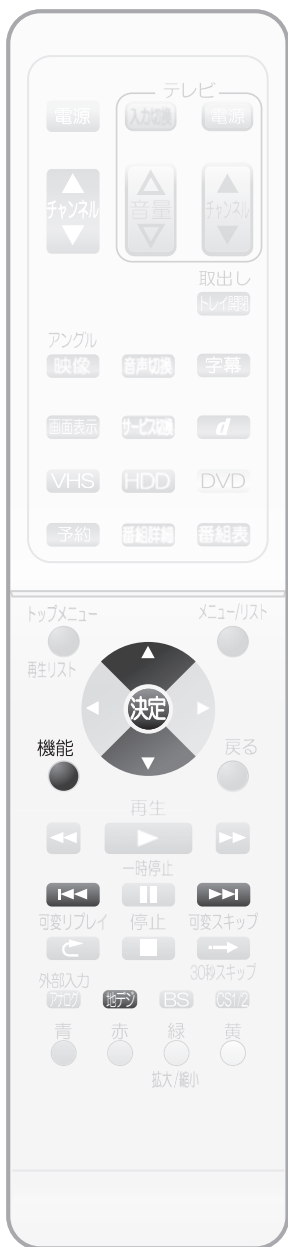 テレビ
電源 入力切換 電源
チャンネル 音量 チャンネル
取出し
トレイ開閉
アングル
映像 音声切換 字幕
画面表示 サービス切換 d
VHS HDD DVD
予約 番組詳細 番組表
トップメニュー メニュー/リスト
再生リスト
決定
機能 戻る
再生
一時停止
可変リプレイ 停止 可変スキップ
30秒スキップ
外部入力
アナログ 地デジ BS CS1/2
青 赤 緑 黄
拡大/縮小